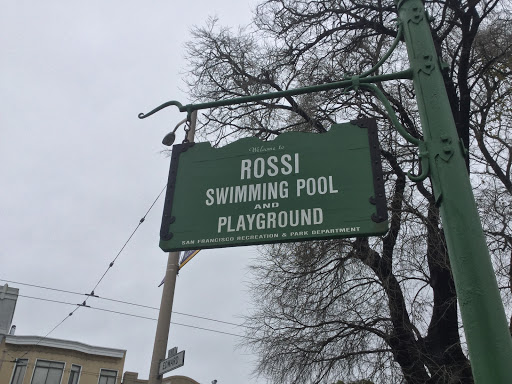 Welcome to
ROSSI
SWIMMING POOL
AND
PLAYGROUND
SAN FRANCISCO RECREATION & PARK DEPARTMENT